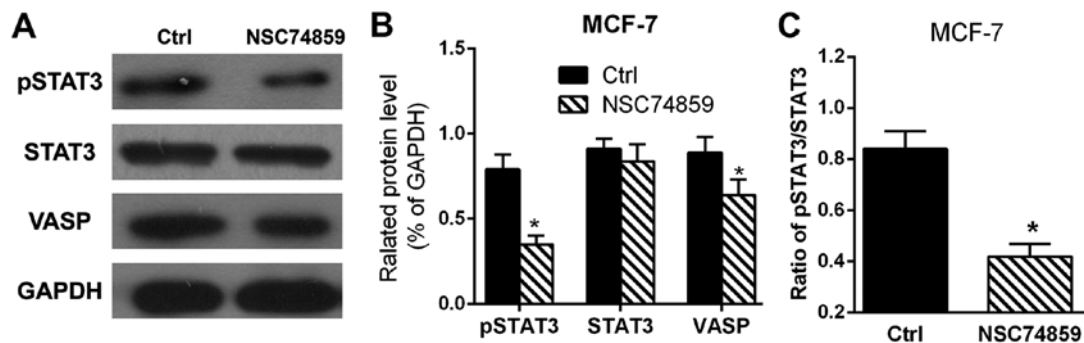 A
Ctrl NSC74859
pSTAT3
STAT3
VASP
GAPDH
B
MCF-7
Ralated protein level
(% of GAPDH)
1.5
1.0
0.5
0.0
Ctrl
NSC74859
*
*
pSTAT3 STAT3 VASP
C
MCF-7
Ratio of pSTAT3/STAT3
1.2
1.0
0.8
0.6
0.4
0.2
*
Ctrl NSC74859